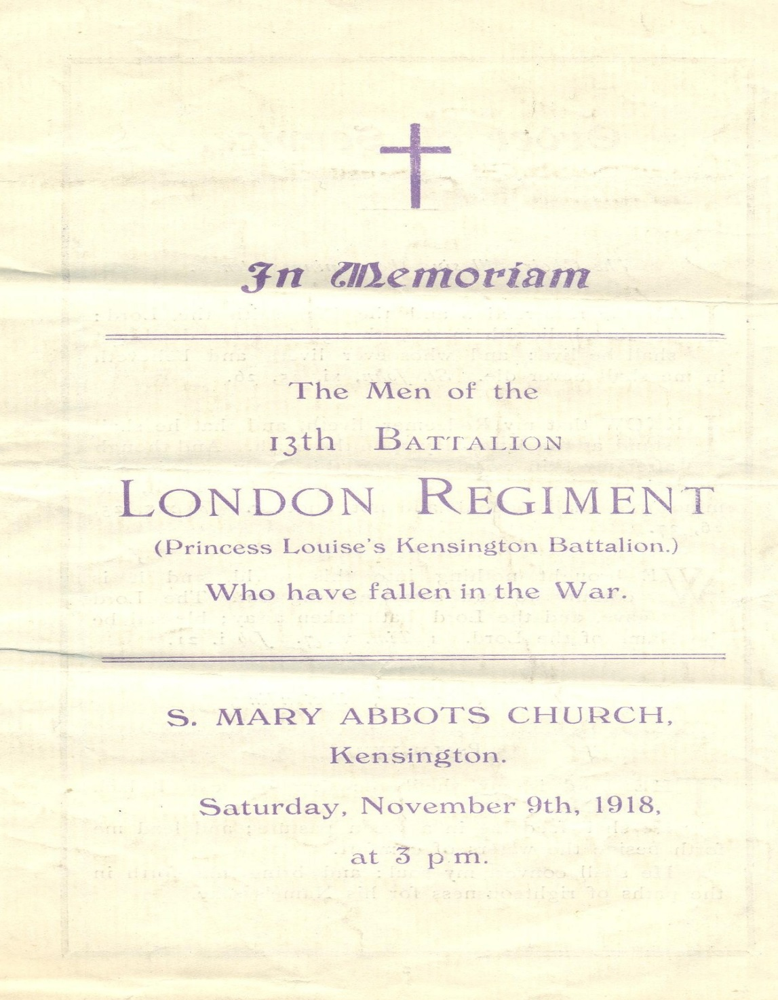 In Memoriam
The Men of the
13th BATTALION
LONDON REGIMENT
(Princess Louise's Kensington Battalion.)
Who have fallen in the War.
S. MARY ABBOTS CHURCH,
Kensington.
Saturday, November 9th, 1918,
at 3 p.m.